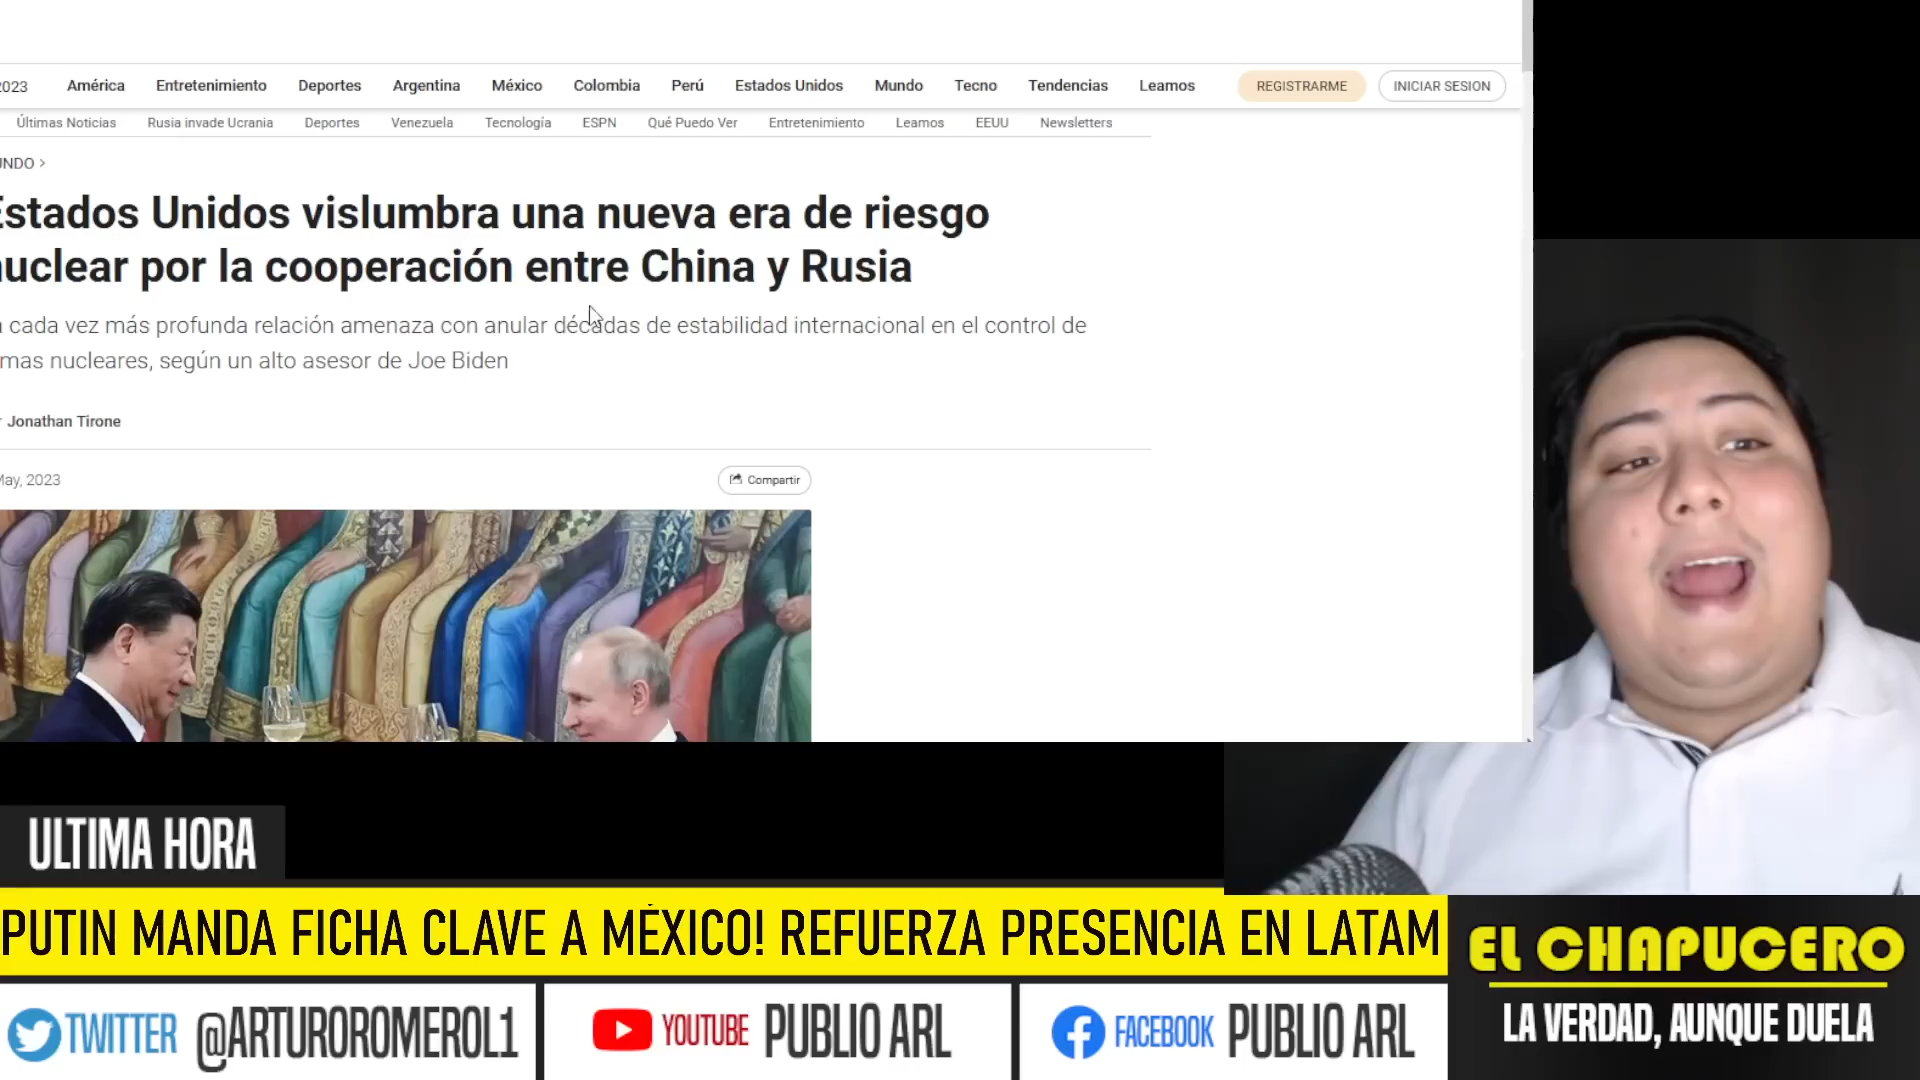 2023 América Entretenimiento Deportes Argentina México Colombia Perú Estados Unidos Mundo Tecno Tendencias Leamos REGISTRARME INICIAR SESION
Últimas Noticias Rusia invade Ucrania Deportes Venezuela Tecnología ESPN Qué Puedo Ver Entretenimiento Leamos EEUU Newsletters
UNDO >
Estados Unidos vislumbra una nueva era de riesgo
nuclear por la cooperación entre China y Rusia
a cada vez más profunda relación amenaza con anular décadas de estabilidad internacional en el control de
mas nucleares, según un alto asesor de Joe Biden
r Jonathan Tirone
May, 2023
Compartir
ULTIMA HORA
PUTIN MANDA FICHA CLAVE A MÉXICO! REFUERZA PRESENCIA EN LATAM
EL CHAPUCERO
LA VERDAD, AUNQUE DUELA
TWITTER @ARTUROROMEROL1
YOUTUBE PUBLIO ARL
FACEBOOK PUBLIO ARL